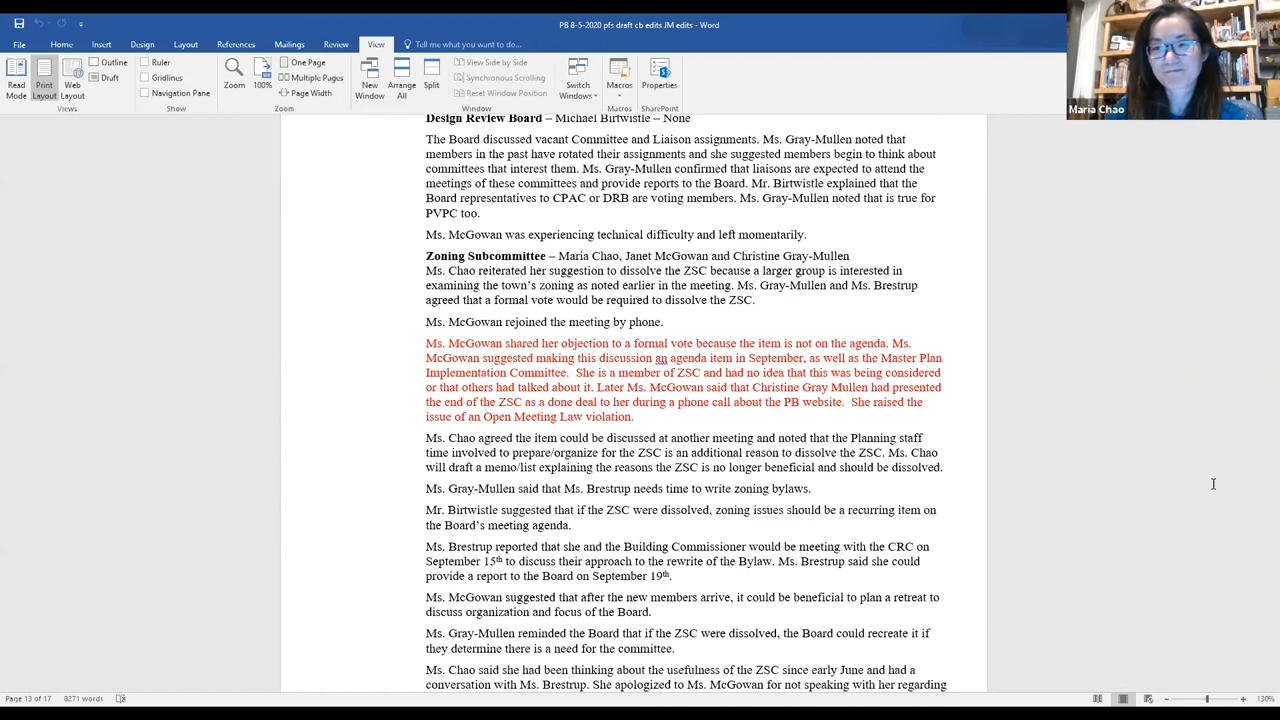 PB 8-5-2020 pfs draft cb edits JM edits - Word
File Home Insert Design Layout References Mailings Review View Tell me what you want to do...
Read Mode
Print Layout
Web Layout
Outline
Draft
Views
Ruler
Gridlines
Navigation Pane
Show
Zoom
100%
One Page
Multiple Pages
Page Width
Zoom
New Window
Arrange All
Split
View Side by Side
Synchronous Scrolling
Reset Window Position
Window
Switch Windows
Macros
Macros
Properties
SharePoint
Maria Chao
Design Review Board – Michael Birtwistle – None
The Board discussed vacant Committee and Liaison assignments. Ms. Gray-Mullen noted that
members in the past have rotated their assignments and she suggested members begin to think about
committees that interest them. Ms. Gray-Mullen confirmed that liaisons are expected to attend the
meetings of these committees and provide reports to the Board. Mr. Birtwistle explained that the
Board representatives to CPAC or DRB are voting members. Ms. Gray-Mullen noted that is true for
PVPC too.
Ms. McGowan was experiencing technical difficulty and left momentarily.
Zoning Subcommittee – Maria Chao, Janet McGowan and Christine Gray-Mullen
Ms. Chao reiterated her suggestion to dissolve the ZSC because a larger group is interested in
examining the town's zoning as noted earlier in the meeting. Ms. Gray-Mullen and Ms. Brestrup
agreed that a formal vote would be required to dissolve the ZSC.
Ms. McGowan rejoined the meeting by phone.
Ms. McGowan shared her objection to a formal vote because the item is not on the agenda. Ms.
McGowan suggested making this discussion an agenda item in September, as well as the Master Plan
Implementation Committee. She is a member of ZSC and had no idea that this was being considered
or that others had talked about it. Later Ms. McGowan said that Christine Gray Mullen had presented
the end of the ZSC as a done deal to her during a phone call about the PB website. She raised the
issue of an Open Meeting Law violation.
Ms. Chao agreed the item could be discussed at another meeting and noted that the Planning staff
time involved to prepare/organize for the ZSC is an additional reason to dissolve the ZSC. Ms. Chao
will draft a memo/list explaining the reasons the ZSC is no longer beneficial and should be dissolved.
Ms. Gray-Mullen said that Ms. Brestrup needs time to write zoning bylaws.
Mr. Birtwistle suggested that if the ZSC were dissolved, zoning issues should be a recurring item on
the Board's meeting agenda.
Ms. Brestrup reported that she and the Building Commissioner would be meeting with the CRC on
September 15th to discuss their approach to the rewrite of the Bylaw. Ms. Brestrup said she could
provide a report to the Board on September 19th.
Ms. McGowan suggested that after the new members arrive, it could be beneficial to plan a retreat to
discuss organization and focus of the Board.
Ms. Gray-Mullen reminded the Board that if the ZSC were dissolved, the Board could recreate it if
they determine there is a need for the committee.
Ms. Chao said she had been thinking about the usefulness of the ZSC since early June and had a
conversation with Ms. Brestrup. She apologized to Ms. McGowan for not speaking with her regarding
Page 13 of 17 8271 words
130%